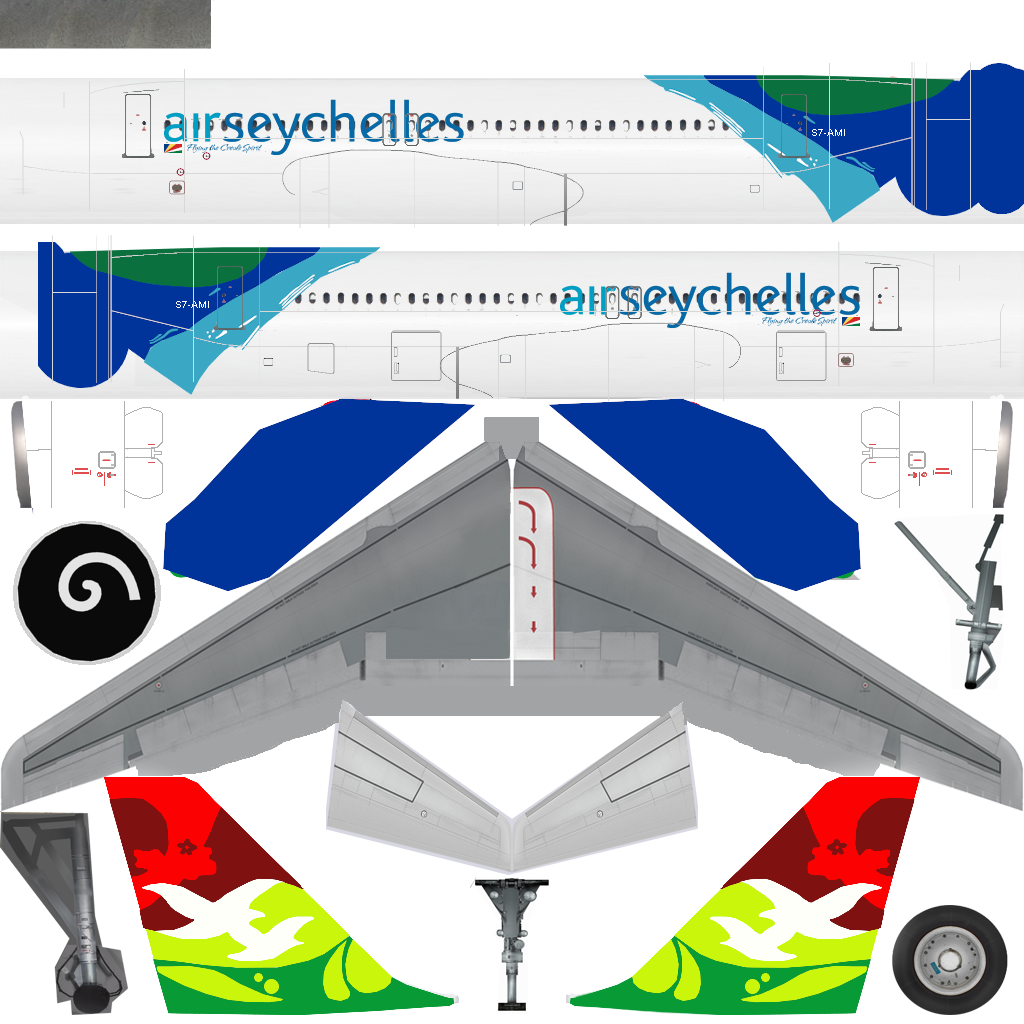 airseychelles
Flying the Creole Spirit
S7-AMI
S7-AMI
airseychelles
Flying the Creole Spirit